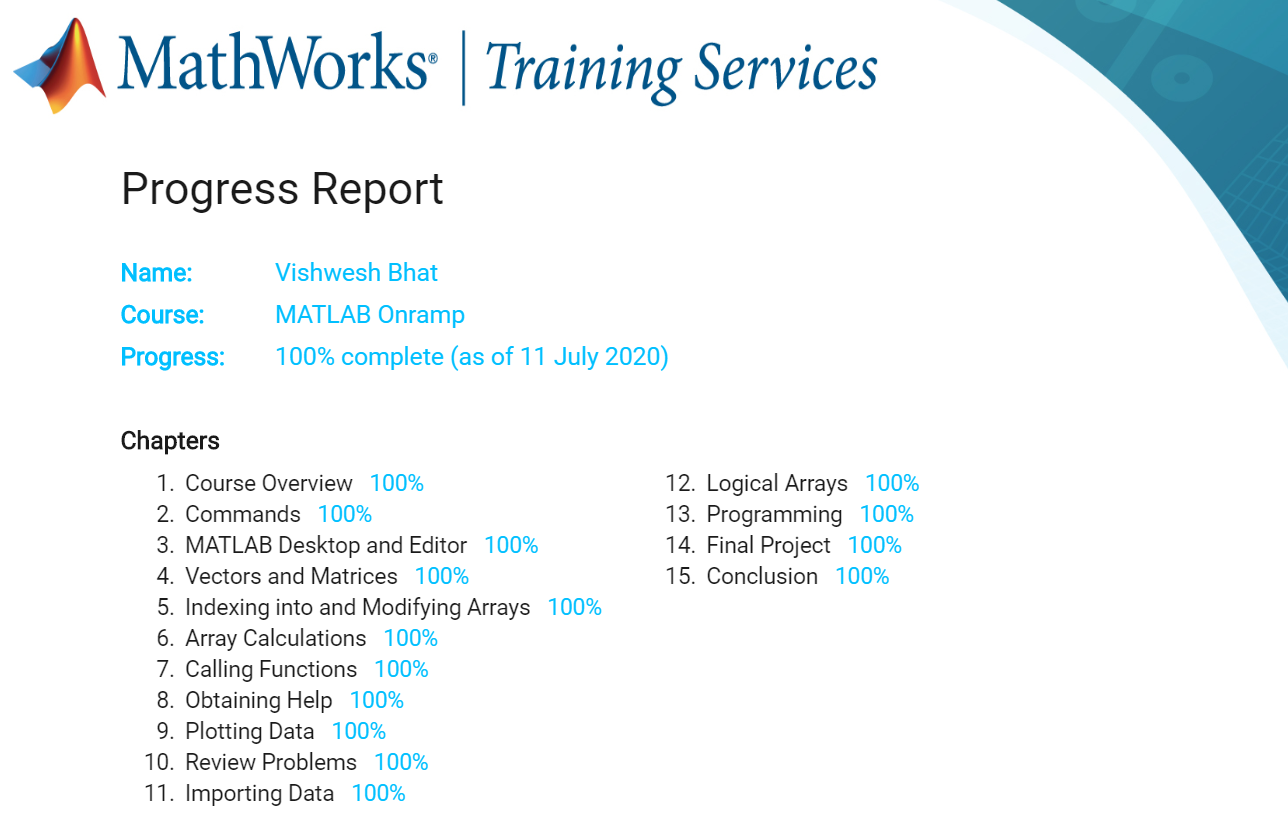 MathWorks® | Training Services
Progress Report
Name: Vishwesh Bhat
Course: MATLAB Onramp
Progress: 100% complete (as of 11 July 2020)
Chapters
1. Course Overview 100%
2. Commands 100%
3. MATLAB Desktop and Editor 100%
4. Vectors and Matrices 100%
5. Indexing into and Modifying Arrays 100%
6. Array Calculations 100%
7. Calling Functions 100%
8. Obtaining Help 100%
9. Plotting Data 100%
10. Review Problems 100%
11. Importing Data 100%
12. Logical Arrays 100%
13. Programming 100%
14. Final Project 100%
15. Conclusion 100%